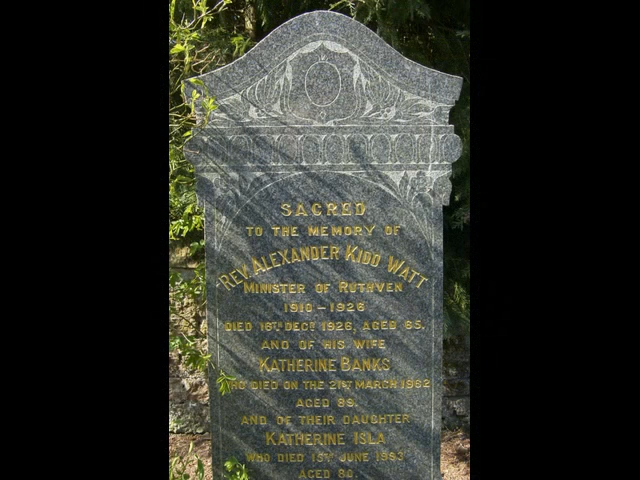 SACRED
TO THE MEMORY OF
REV. ALEXANDER KIDD WATT
MINISTER OF RUTHVEN
1910 – 1926
DIED 16TH DECR 1926, AGED 65.
AND OF HIS WIFE
KATHERINE BANKS
WHO DIED ON THE 21ST MARCH 1962
AGED 89.
AND OF THEIR DAUGHTER
KATHERINE ISLA
WHO DIED 15TH JUNE 1993
AGED 80.